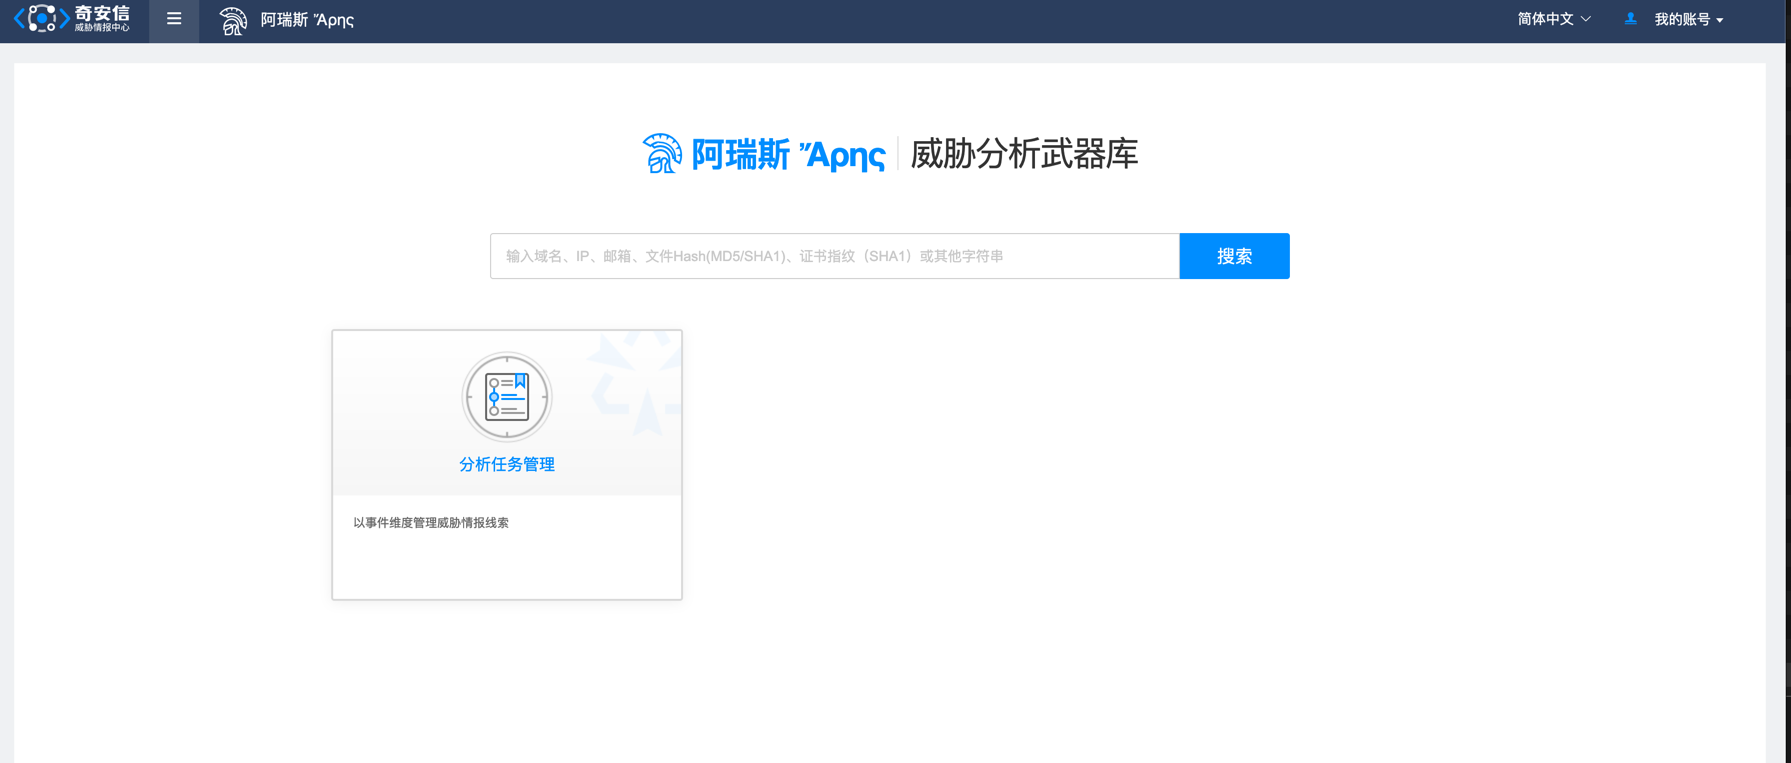 奇安信
威胁情报中心
阿瑞斯 Ἄρης
简体中文
我的账号
阿瑞斯 Ἄρης
威胁分析武器库
输入域名、IP、邮箱、文件Hash(MD5/SHA1)、证书指纹（SHA1）或其他字符串
搜索
分析任务管理
以事件维度管理威胁情报线索